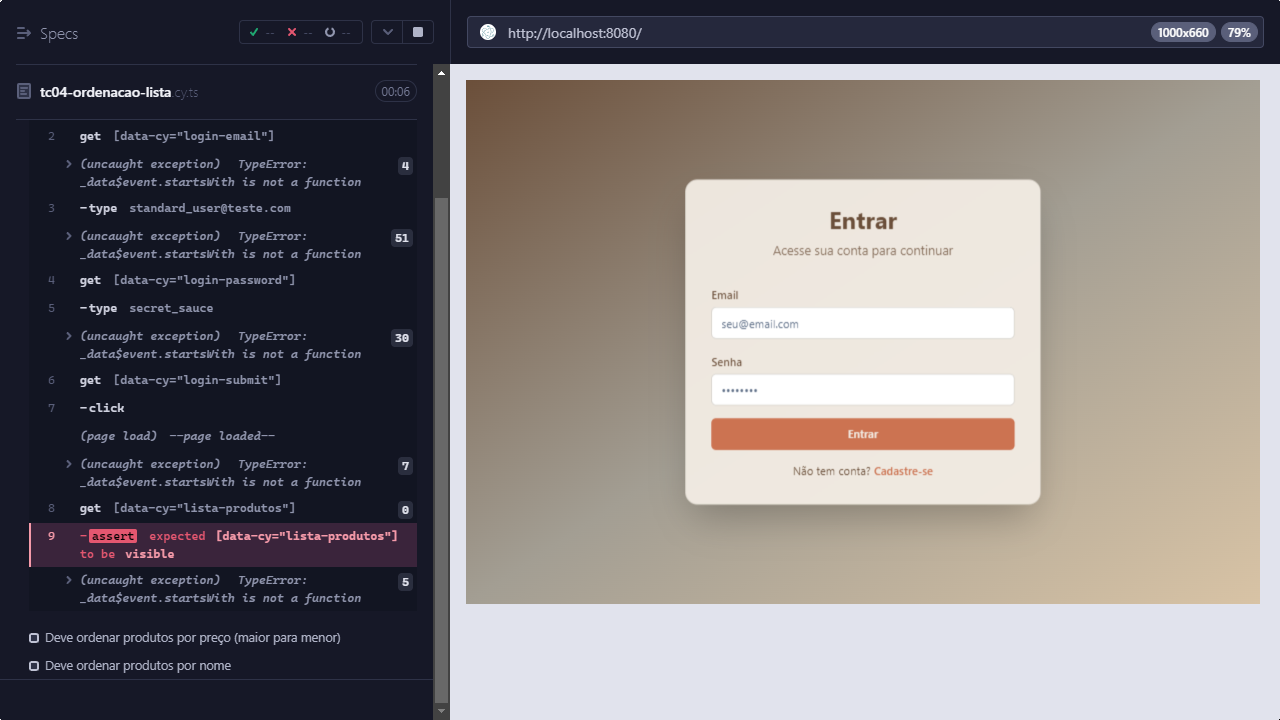 Specs
--
--
--
http://localhost:8080/
1000x660
79%
tc04-ordenacao-lista.cy.ts
00:06
2 get [data-cy="login-email"]
(uncaught exception) TypeError: 4
_data$event.startsWith is not a function
3 -type standard_user@teste.com
(uncaught exception) TypeError: 51
_data$event.startsWith is not a function
4 get [data-cy="login-password"]
5 -type secret_sauce
(uncaught exception) TypeError: 30
_data$event.startsWith is not a function
6 get [data-cy="login-submit"]
7 -click
(page load) --page loaded--
(uncaught exception) TypeError: 7
_data$event.startsWith is not a function
8 get [data-cy="lista-produtos"] 0
9 -assert expected [data-cy="lista-produtos"]
to be visible
(uncaught exception) TypeError: 5
_data$event.startsWith is not a function
Deve ordenar produtos por preço (maior para menor)
Deve ordenar produtos por nome
Entrar
Acesse sua conta para continuar
Email
seu@email.com
Senha
••••••••
Entrar
Não tem conta? Cadastre-se